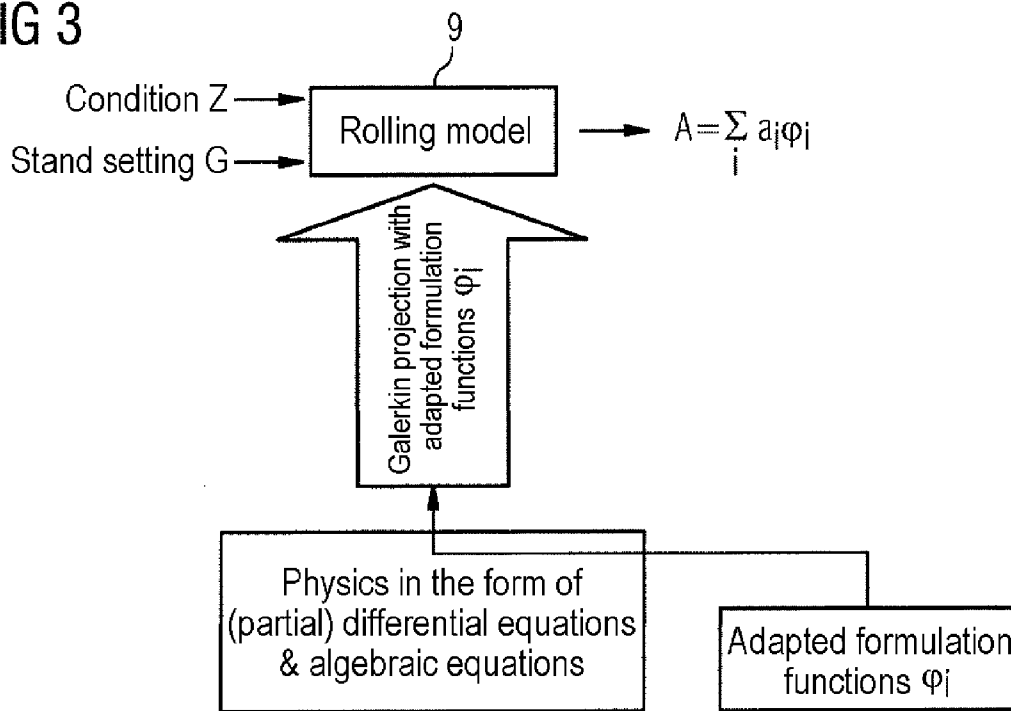 IG 3
9
Condition Z
Stand setting G
Rolling model
A=∑ aᵢφᵢ
i
Galerkin projection with
adapted formulation
functions φᵢ
Physics in the form of
(partial) differential equations
& algebraic equations
Adapted formulation
functions φᵢ